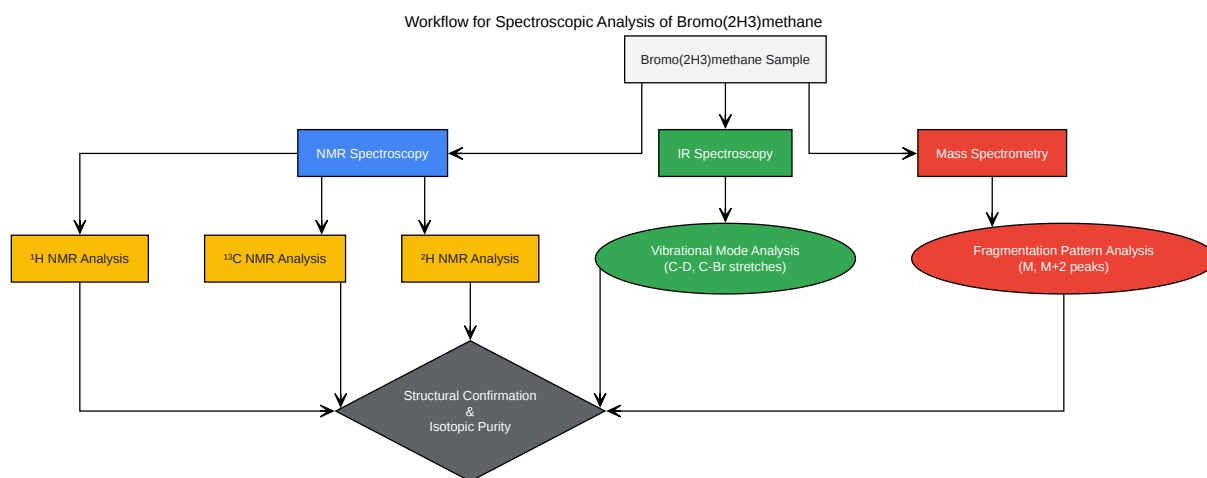 Workflow for Spectroscopic Analysis of Bromo(2H3)methane
Bromo(2H3)methane Sample
NMR Spectroscopy
IR Spectroscopy
Mass Spectrometry
¹H NMR Analysis
¹³C NMR Analysis
²H NMR Analysis
Vibrational Mode Analysis
(C-D, C-Br stretches)
Fragmentation Pattern Analysis
(M, M+2 peaks)
Structural Confirmation
&
Isotopic Purity